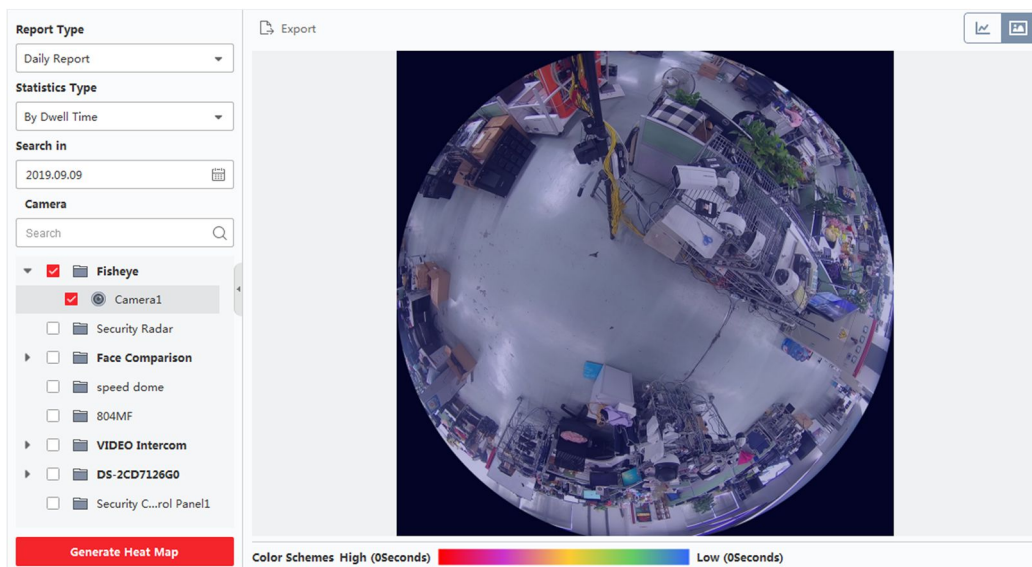 Report Type
Daily Report
Statistics Type
By Dwell Time
Search in
2019.09.09
Camera
Search
Fisheye
Camera1
Security Radar
Face Comparison
speed dome
804MF
VIDEO Intercom
DS-2CD7126G0
Security C...rol Panel1
Generate Heat Map
Export
Color Schemes High (0Seconds) Low (0Seconds)